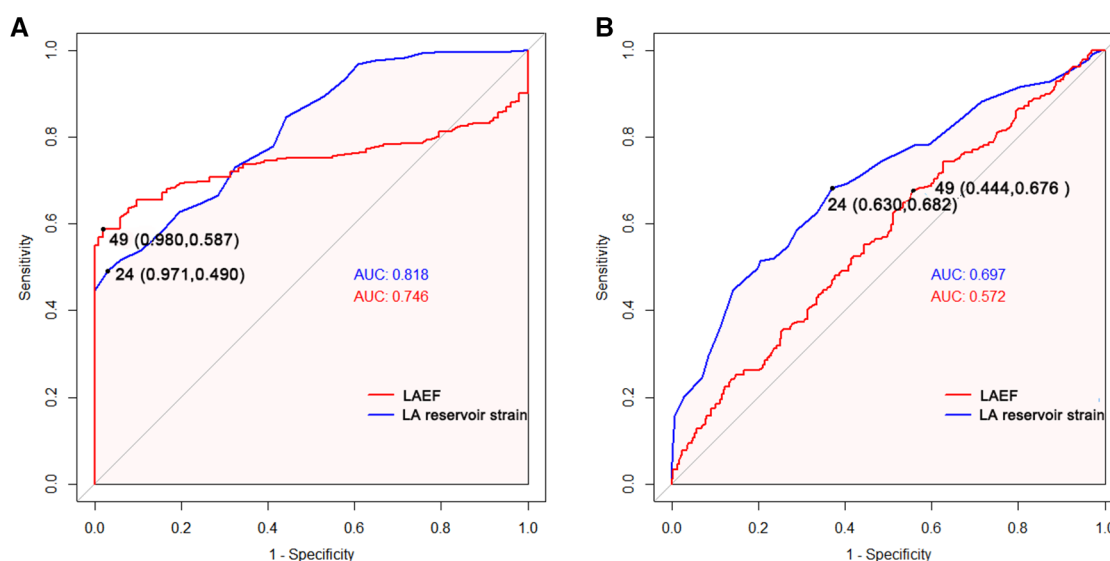 A
1.0
0.8
0.6
0.4
0.2
0.0
Sensitivity
49 (0.980,0.587)
24 (0.971,0.490)
AUC: 0.818
AUC: 0.746
LAEF
LA reservoir strain
0.0 0.2 0.4 0.6 0.8 1.0
1 - Specificity
B
1.0
0.8
0.6
0.4
0.2
0.0
Sensitivity
49 (0.444,0.676 )
24 (0.630,0.682)
AUC: 0.697
AUC: 0.572
LAEF
LA reservoir strain
0.0 0.2 0.4 0.6 0.8 1.0
1 - Specificity